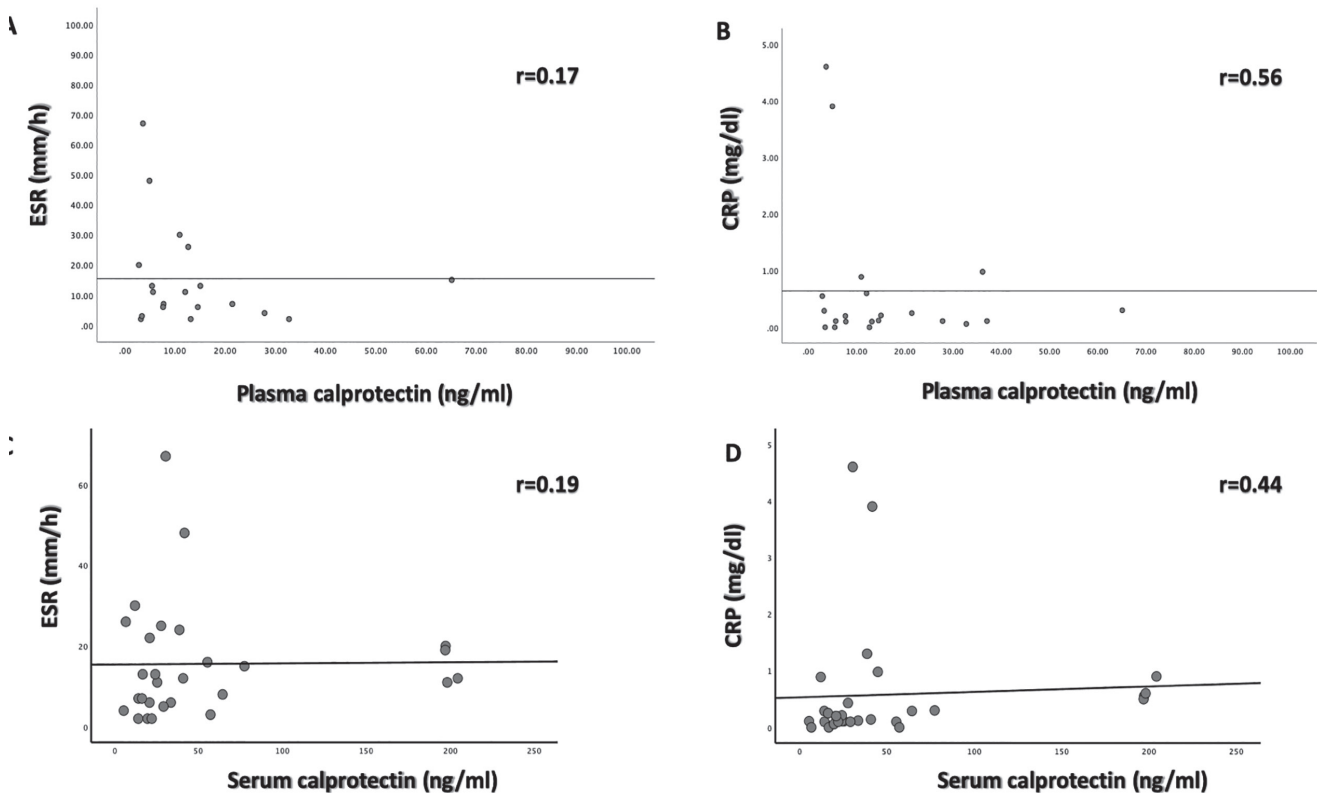 A
100.00
90.00
80.00
70.00
60.00
50.00
40.00
30.00
20.00
10.00
.00
ESR (mm/h)
r=0.17
.00 10.00 20.00 30.00 40.00 50.00 60.00 70.00 80.00 90.00 100.00
Plasma calprotectin (ng/ml)
B
5.00
4.00
3.00
2.00
1.00
.00
CRP (mg/dl)
r=0.56
.00 10.00 20.00 30.00 40.00 50.00 60.00 70.00 80.00 90.00 100.00
Plasma calprotectin (ng/ml)
60
40
20
0
ESR (mm/h)
r=0.19
0 50 100 150 200 250
Serum calprotectin (ng/ml)
D
5
4
3
2
1
0
CRP (mg/dl)
r=0.44
0 50 100 150 200 250
Serum calprotectin (ng/ml)